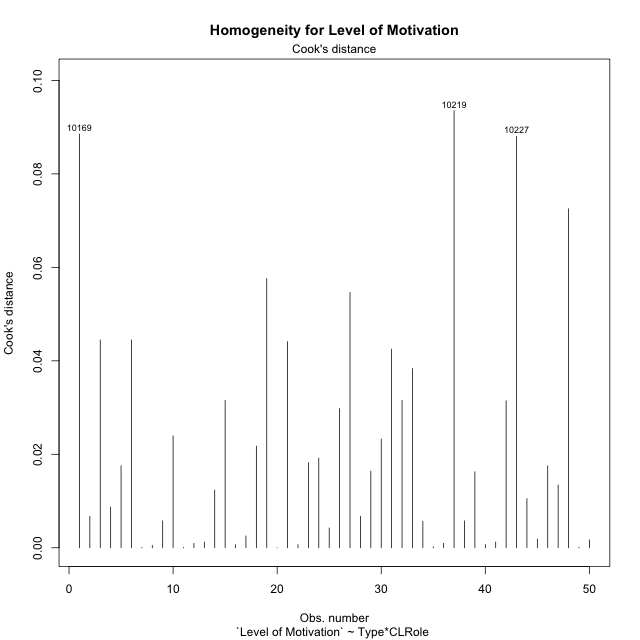 Homogeneity for Level of Motivation
Cook's distance
0.10
0.08
0.06
0.04
0.02
0.00
Cook's distance
10169
10219
10227
0 10 20 30 40 50
Obs. number
`Level of Motivation` ~ Type*CLRole